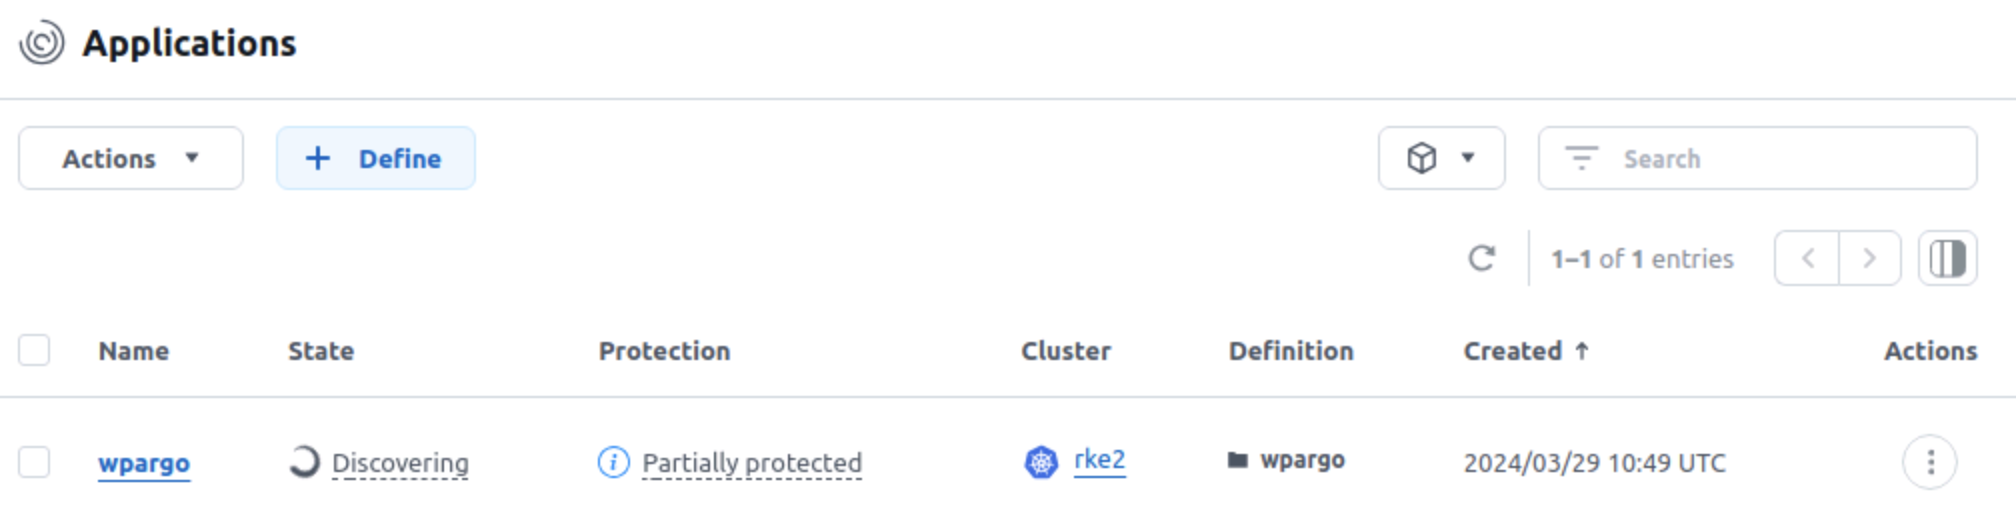 Applications
Actions Define Search
1–1 of 1 entries
Name State Protection Cluster Definition Created ↑ Actions
wpargo Discovering Partially protected rke2 wpargo 2024/03/29 10:49 UTC